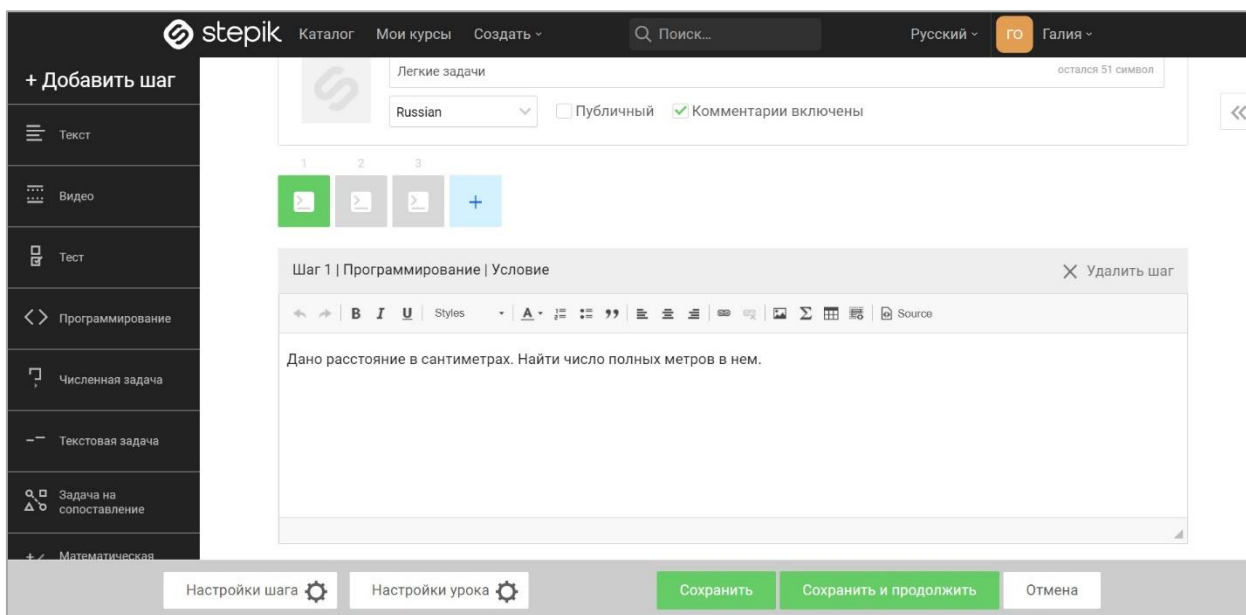 stepik Каталог Мои курсы Создать Поиск... Русский ГО Галия
+ Добавить шаг
Легкие задачи остался 51 символ
Russian Публичный Комментарии включены
Текст
1 2 3
Видео
+
Тест
Шаг 1 | Программирование | Условие Удалить шаг
Программирование
B I U Styles A Source
Дано расстояние в сантиметрах. Найти число полных метров в нем.
Численная задача
Текстовая задача
Задача на
сопоставление
Математическая
Настройки шага Настройки урока Сохранить Сохранить и продолжить Отмена